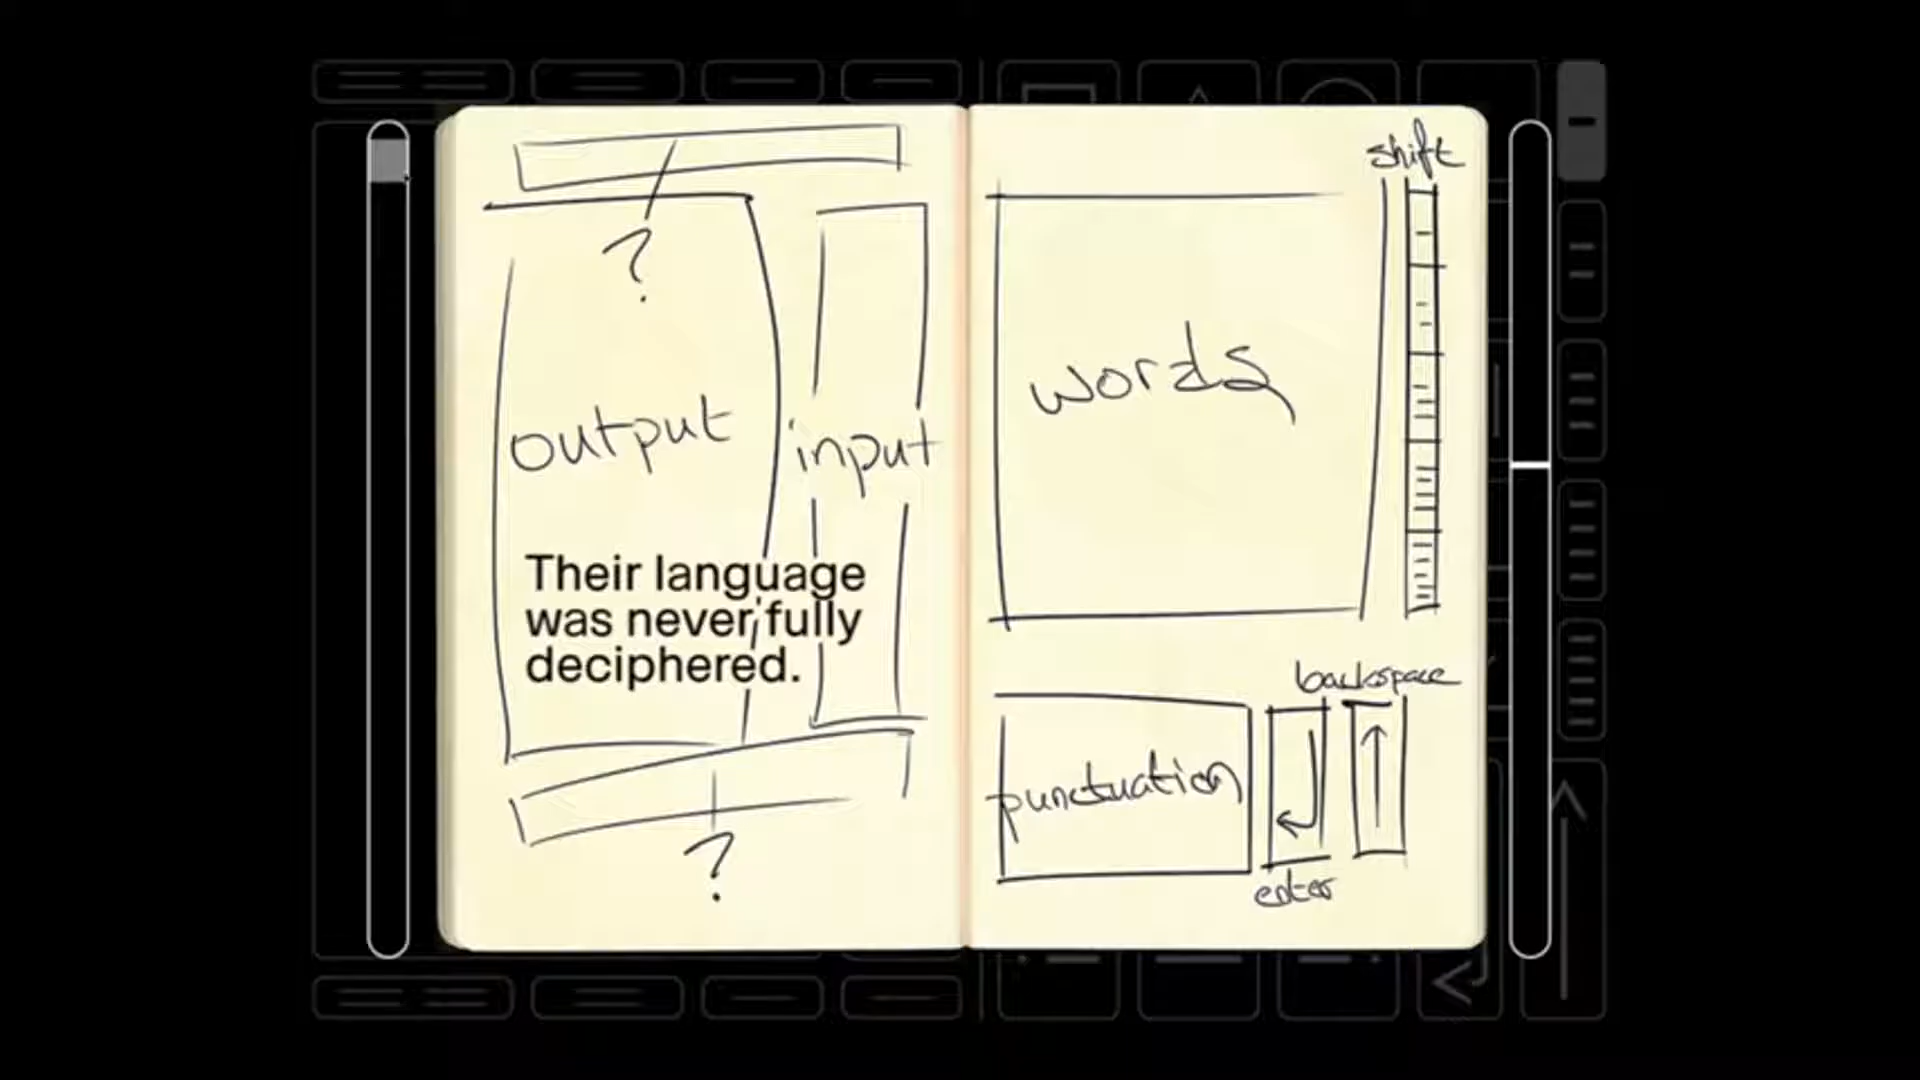 ?
output
input
Their language
was never fully
deciphered.
?
shift
words
backspace
punctuation
enter